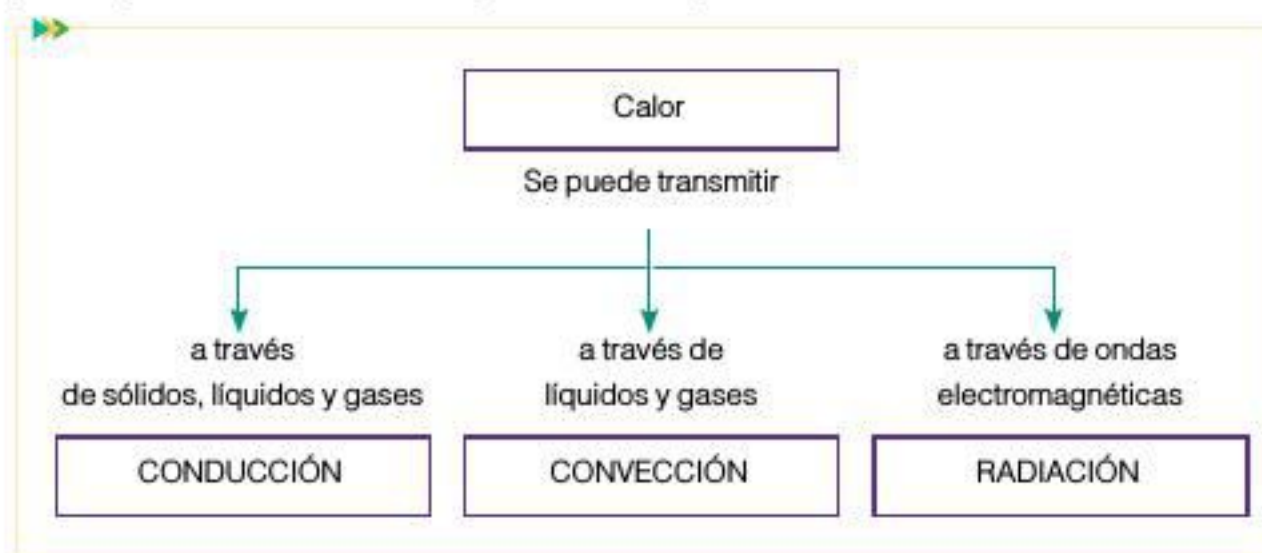 Calor
Se puede transmitir
a través
de sólidos, líquidos y gases
CONDUCCIÓN
a través de
líquidos y gases
CONVECCIÓN
a través de ondas
electromagnéticas
RADIACIÓN